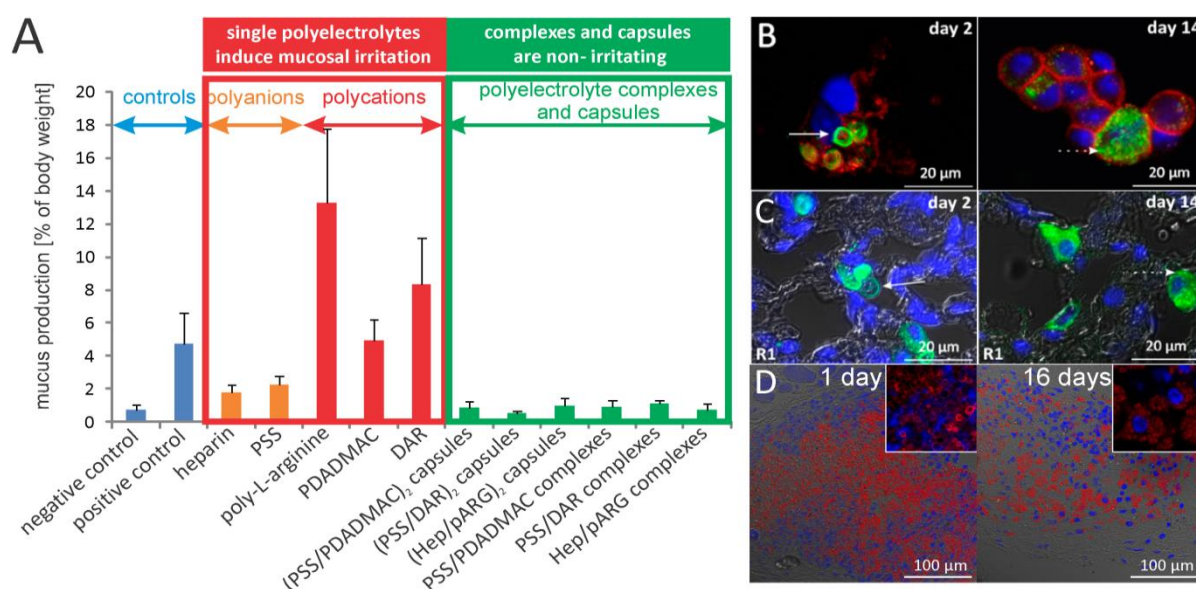 A
single polyelectrolytes
induce mucosal irritation
complexes and capsules
are non- irritating
controls
polyanions
polycations
polyelectrolyte complexes
and capsules
mucus production [% of body weight]
20
18
16
14
12
10
8
6
4
2
0
negative control
positive control
heparin
PSS
poly-L-arginine
PDADMAC
DAR
(PSS/PDADMAC)₂ capsules
(PSS/DAR)₂ capsules
(Hep/pARG)₂ capsules
PSS/PDADMAC complexes
PSS/DAR complexes
Hep/pARG complexes
B
day 2
20 µm
day 14
20 µm
C
day 2
R1
20 µm
day 14
R1
20 µm
D
1 day
100 µm
16 days
100 µm